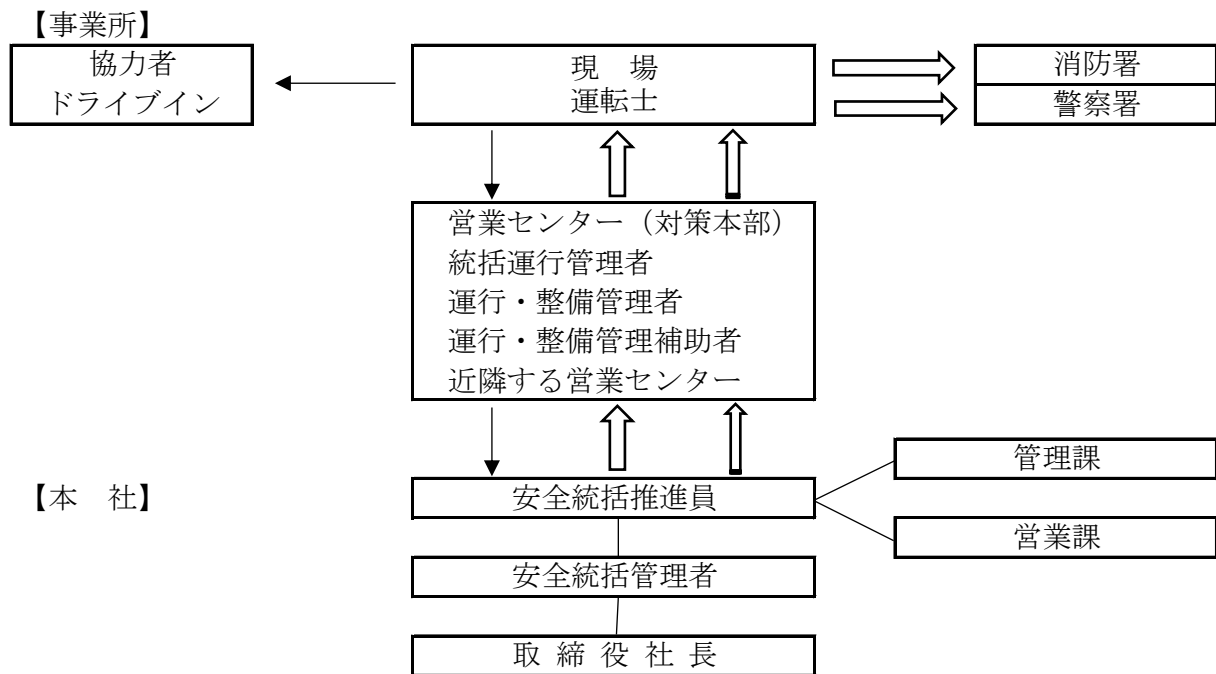 【事業所】
協力者
ドライブイン
現　場
運転士
消防署
警察署
営業センター（対策本部）
統括運行管理者
運行・整備管理者
運行・整備管理補助者
近隣する営業センター
【本　社】
安全統括推進員
管理課
営業課
安全統括管理者
取 締 役 社 長